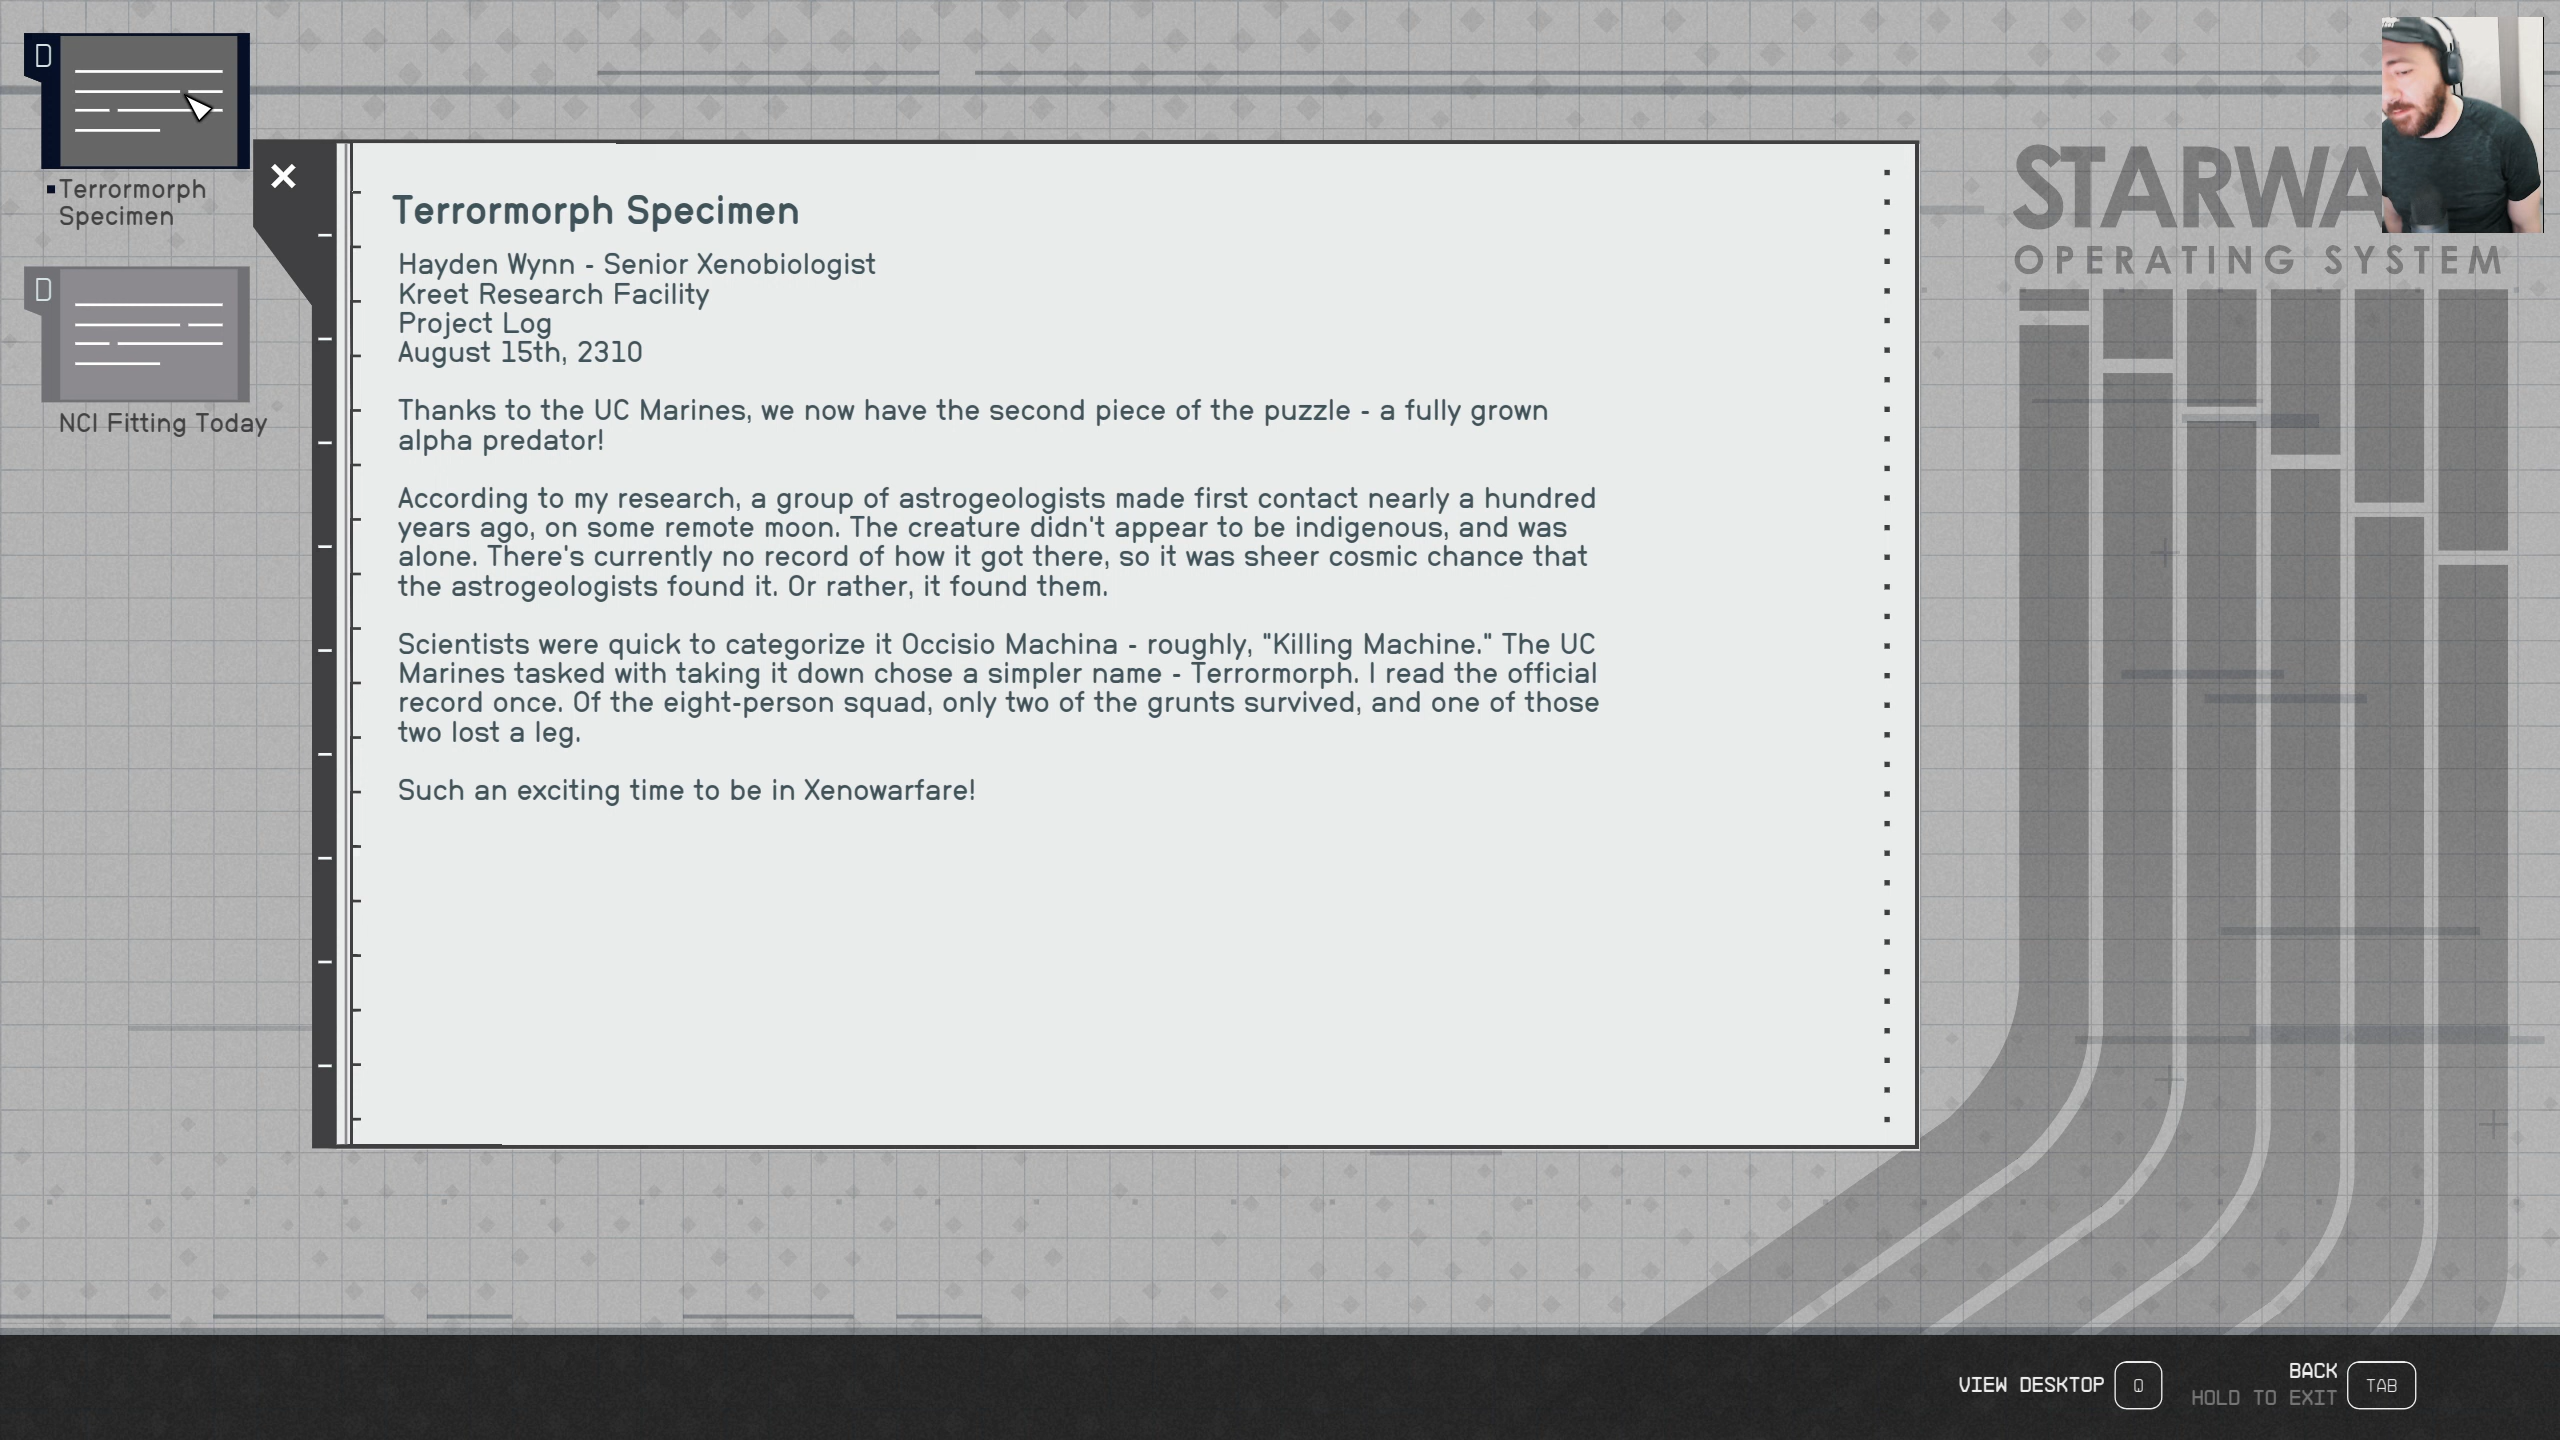 D
Terrormorph
Specimen
D
NCI Fitting Today
Terrormorph Specimen
Hayden Wynn - Senior Xenobiologist
Kreet Research Facility
Project Log
August 15th, 2310
Thanks to the UC Marines, we now have the second piece of the puzzle - a fully grown
alpha predator!
According to my research, a group of astrogeologists made first contact nearly a hundred
years ago, on some remote moon. The creature didn't appear to be indigenous, and was
alone. There's currently no record of how it got there, so it was sheer cosmic chance that
the astrogeologists found it. Or rather, it found them.
Scientists were quick to categorize it Occisio Machina - roughly, "Killing Machine." The UC
Marines tasked with taking it down chose a simpler name - Terrormorph. I read the official
record once. Of the eight-person squad, only two of the grunts survived, and one of those
two lost a leg.
Such an exciting time to be in Xenowarfare!
STARWA
OPERATING SYSTEM
VIEW DESKTOP Q
BACK
HOLD TO EXIT
TAB